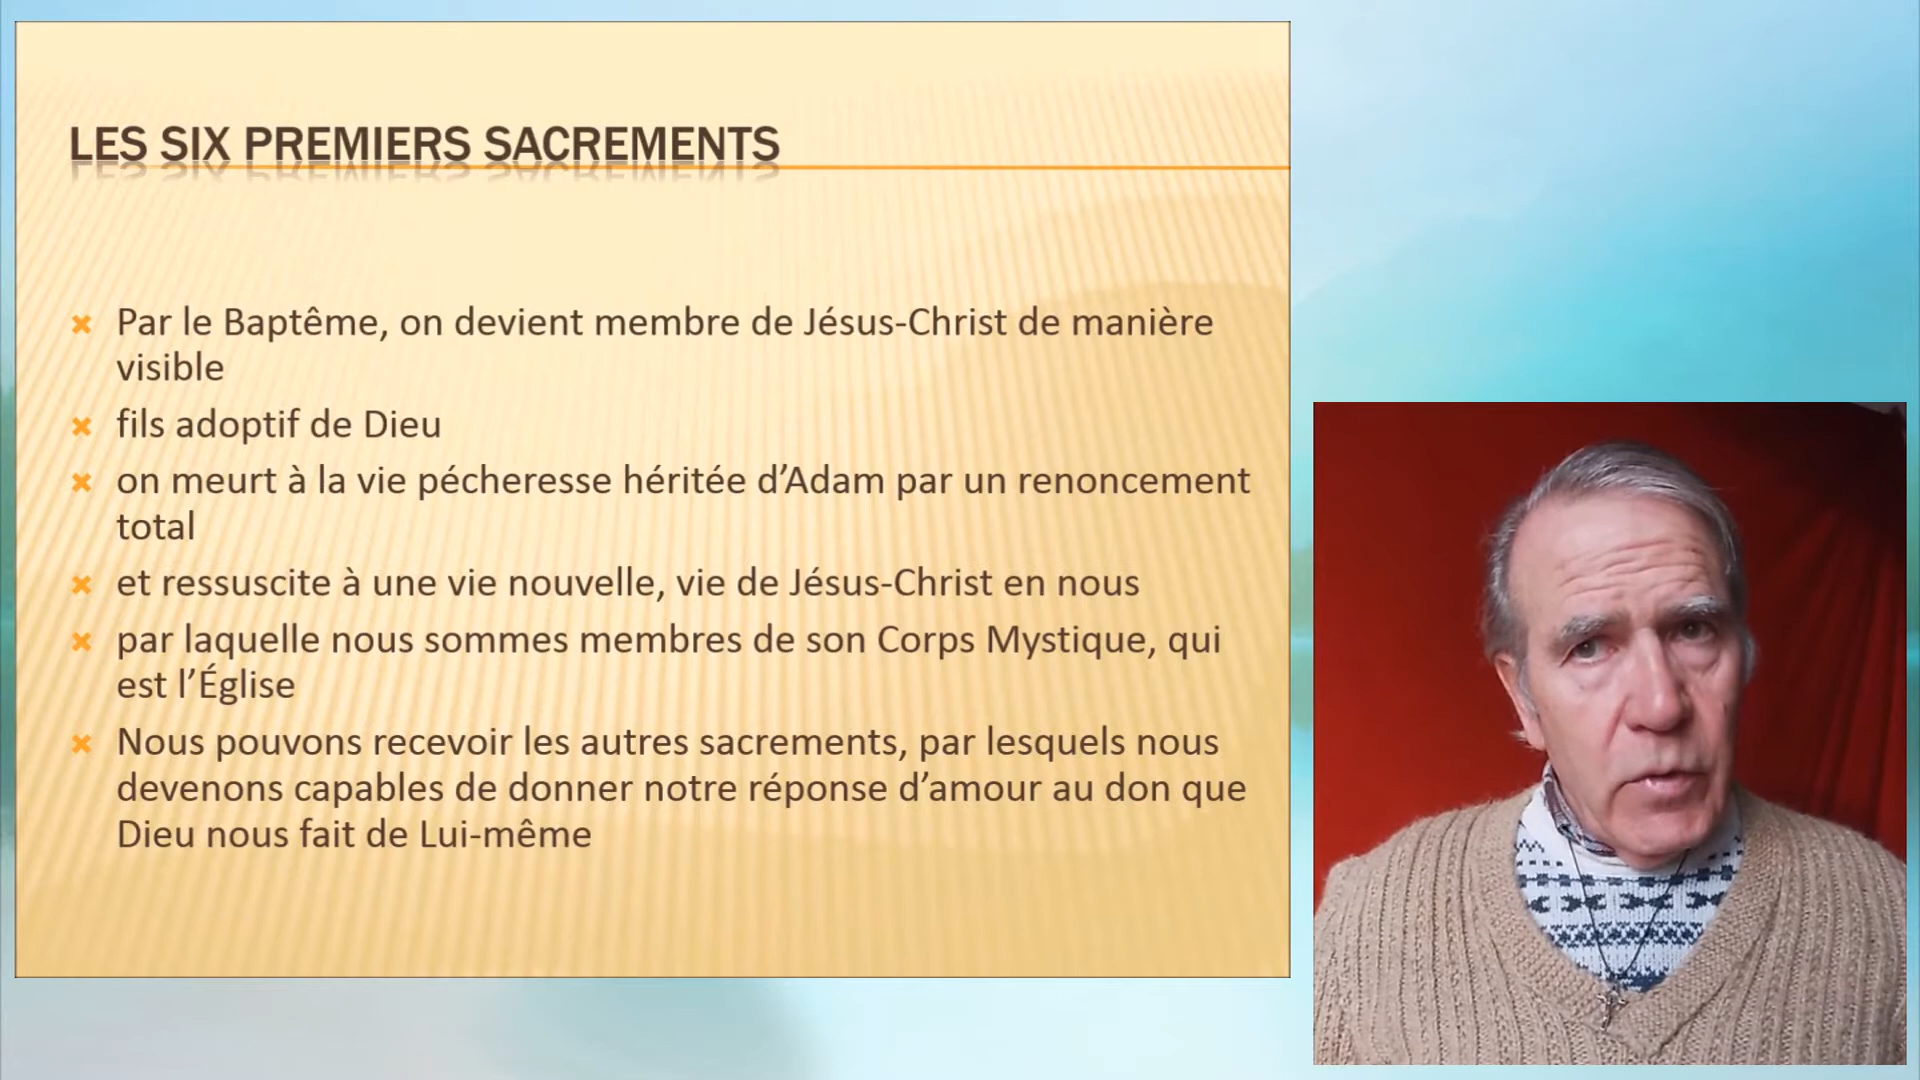 LES SIX PREMIERS SACREMENTS
Par le Baptême, on devient membre de Jésus-Christ de manière
visible
fils adoptif de Dieu
on meurt à la vie pécheresse héritée d’Adam par un renoncement
total
et ressuscite à une vie nouvelle, vie de Jésus-Christ en nous
par laquelle nous sommes membres de son Corps Mystique, qui
est l’Église
Nous pouvons recevoir les autres sacrements, par lesquels nous
devenons capables de donner notre réponse d’amour au don que
Dieu nous fait de Lui-même